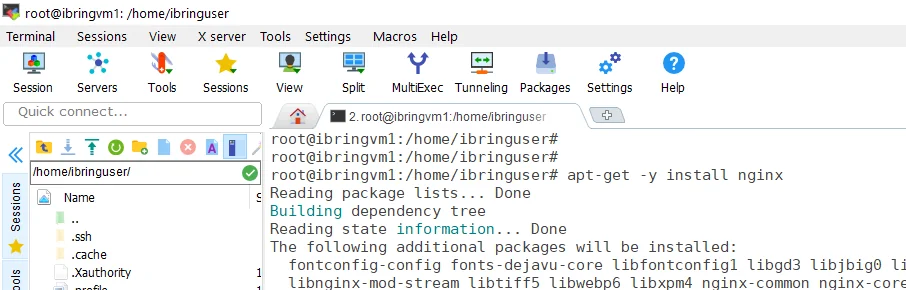 root@ibringvm1: /home/ibringuser
Terminal Sessions View X server Tools Settings Macros Help
Session Servers Tools Sessions View Split MultiExec Tunneling Packages Settings Help
Quick connect...
2. root@ibringvm1:/home/ibringuser
/home/ibringuser/
Name
..
.ssh
.cache
.Xauthority
.profile
Sessions
root@ibringvm1:/home/ibringuser#
root@ibringvm1:/home/ibringuser#
root@ibringvm1:/home/ibringuser# apt-get -y install nginx
Reading package lists... Done
Building dependency tree
Reading state information... Done
The following additional packages will be installed:
fontconfig-config fonts-dejavu-core libfontconfig1 libgd3 libjbig0
libnginx-mod-stream libtiff5 libwebp6 libxpm4 nginx-common nginx-core